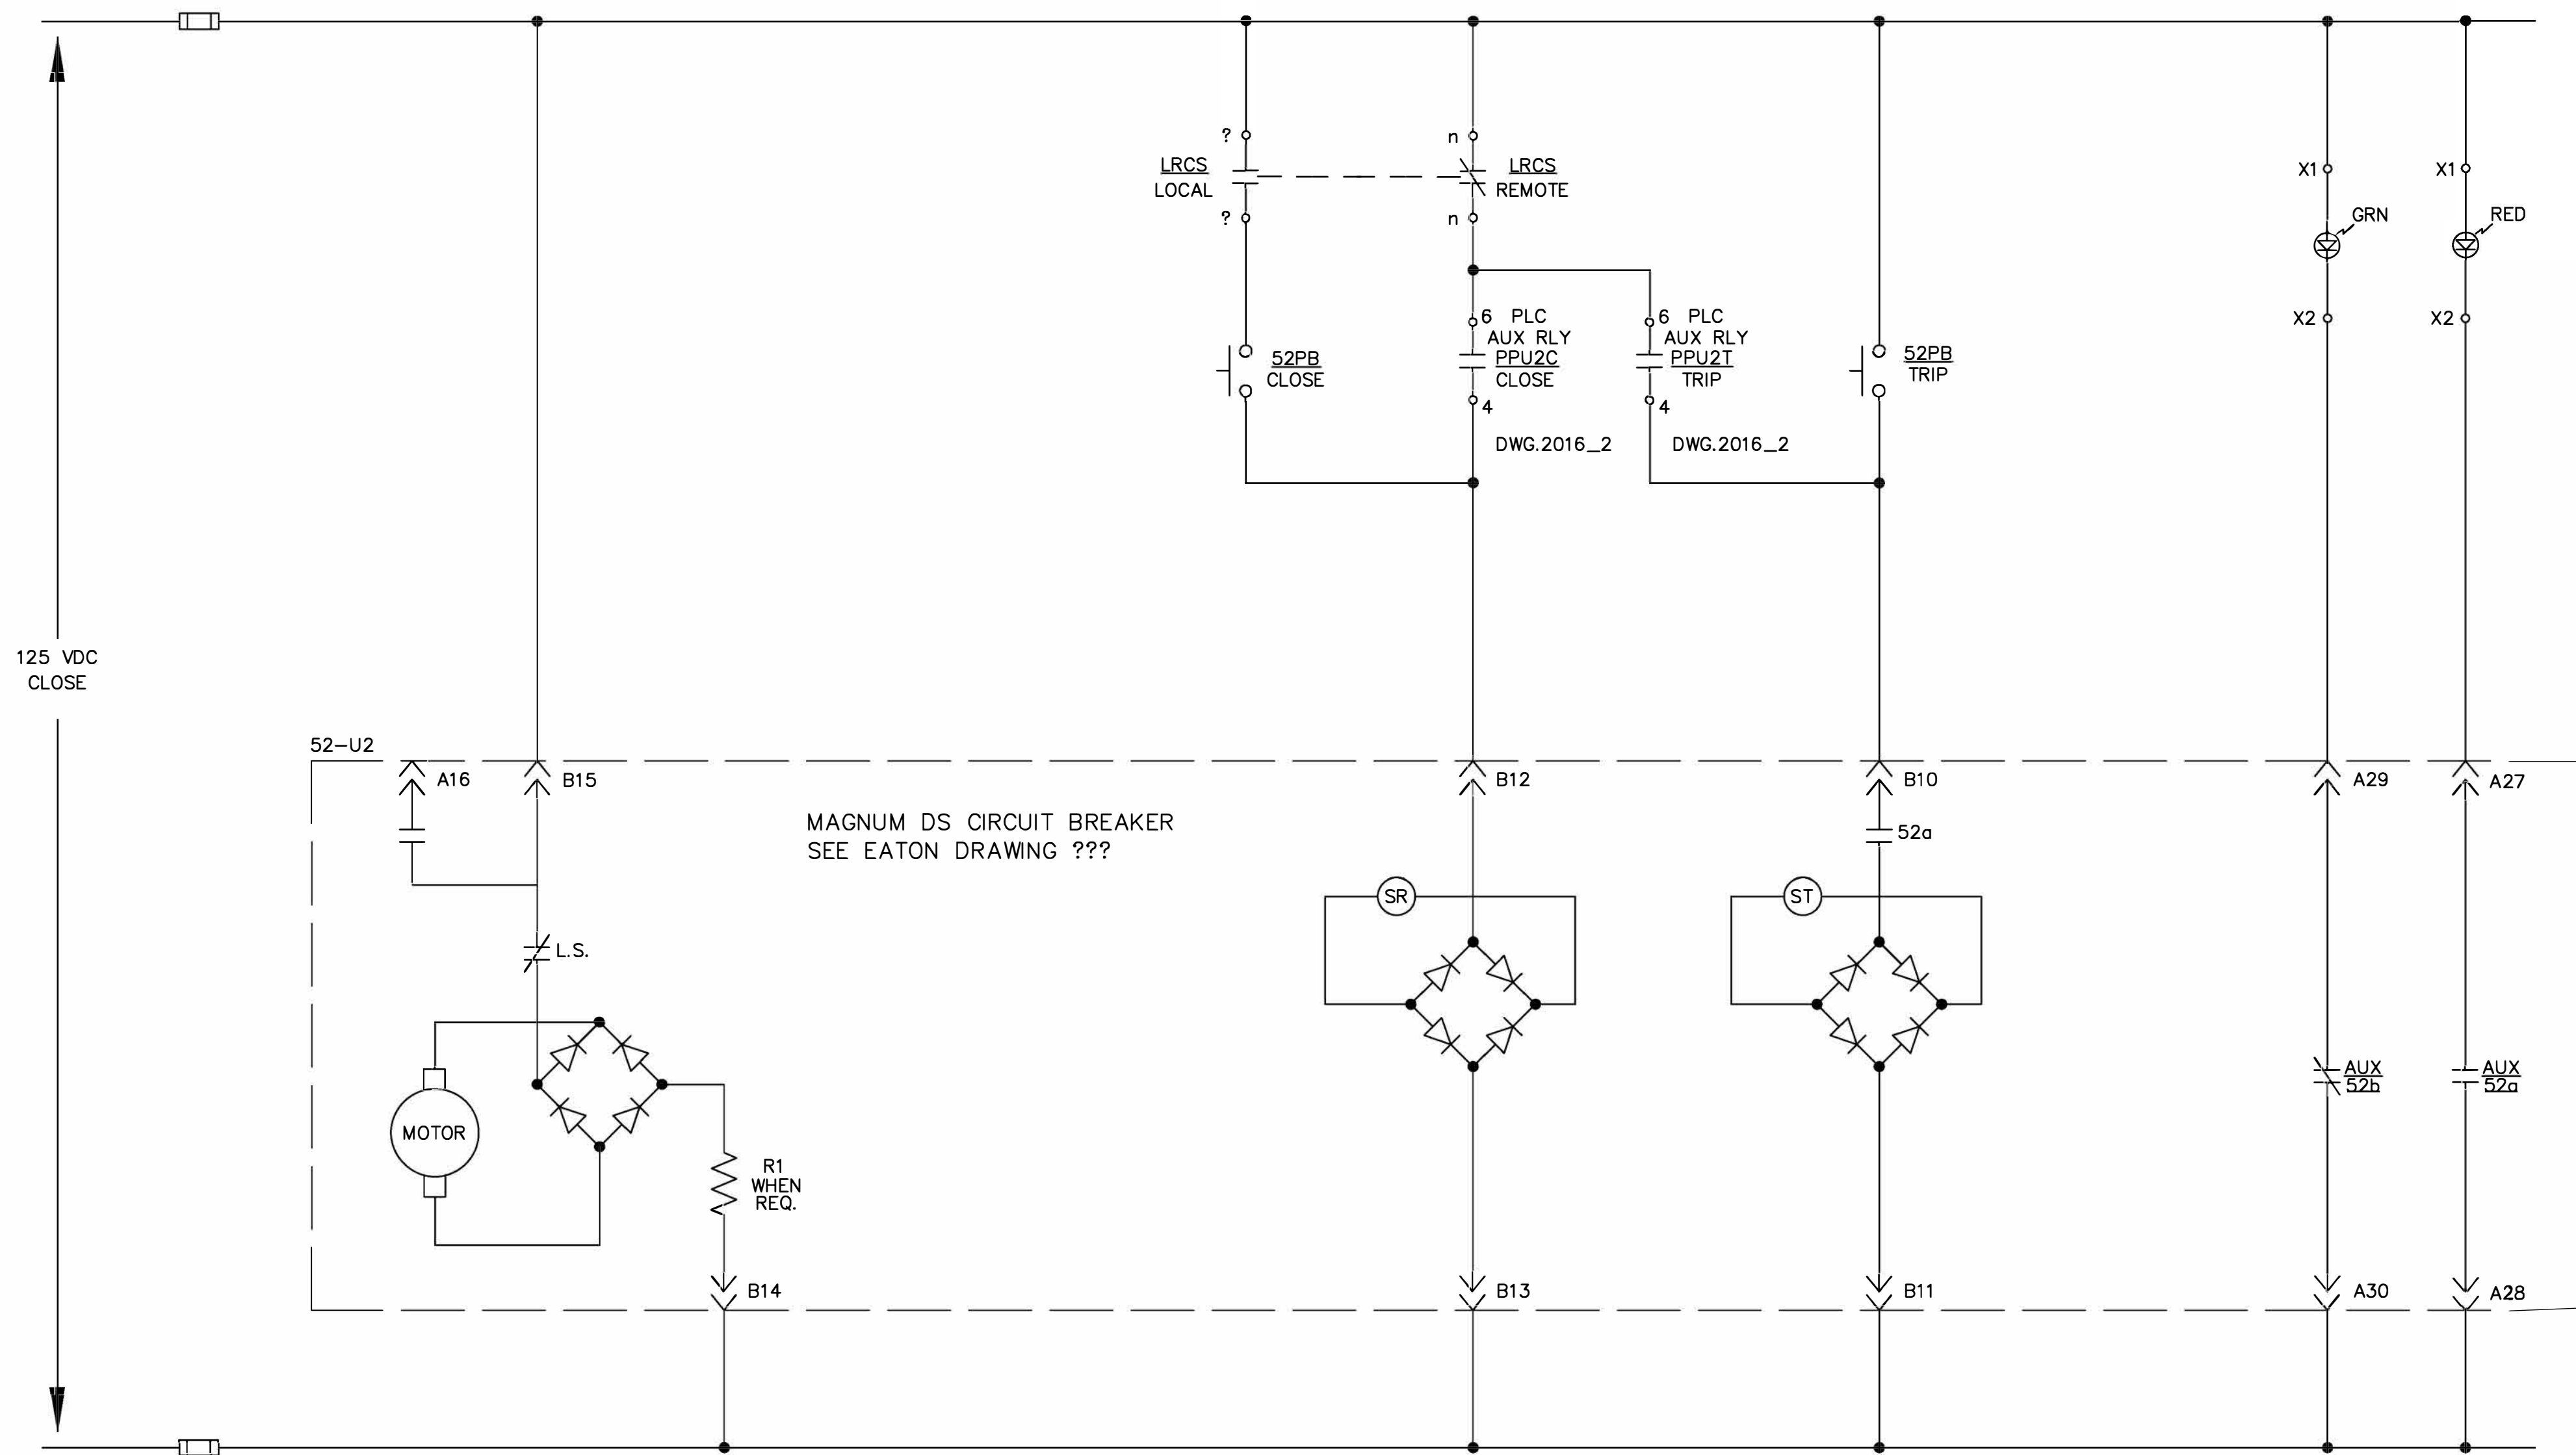 ?
n
LRCS
LOCAL
LRCS
REMOTE
?
n
X1
X1
GRN
RED
X2
X2
6 PLC
AUX RLY
PPU2C
CLOSE
4
6 PLC
AUX RLY
PPU2T
TRIP
4
52PB
CLOSE
52PB
TRIP
DWG.2016_2
DWG.2016_2
125 VDC
CLOSE
52-U2
A16
B15
B12
B10
A29
A27
MAGNUM DS CIRCUIT BREAKER
SEE EATON DRAWING ???
52a
SR
ST
L.S.
MOTOR
AUX
52b
AUX
52a
R1
WHEN
REQ.
B14
B13
B11
A30
A28